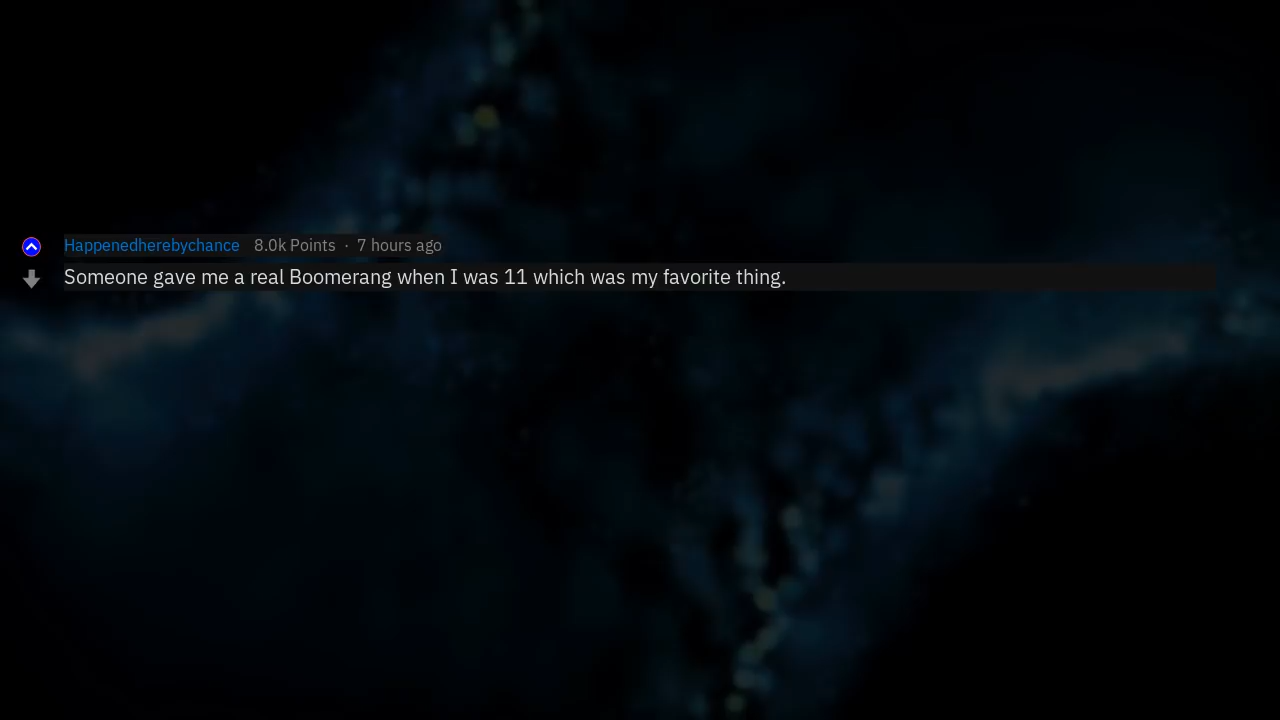 Happenedherebychance 8.0k Points · 7 hours ago
Someone gave me a real Boomerang when I was 11 which was my favorite thing.